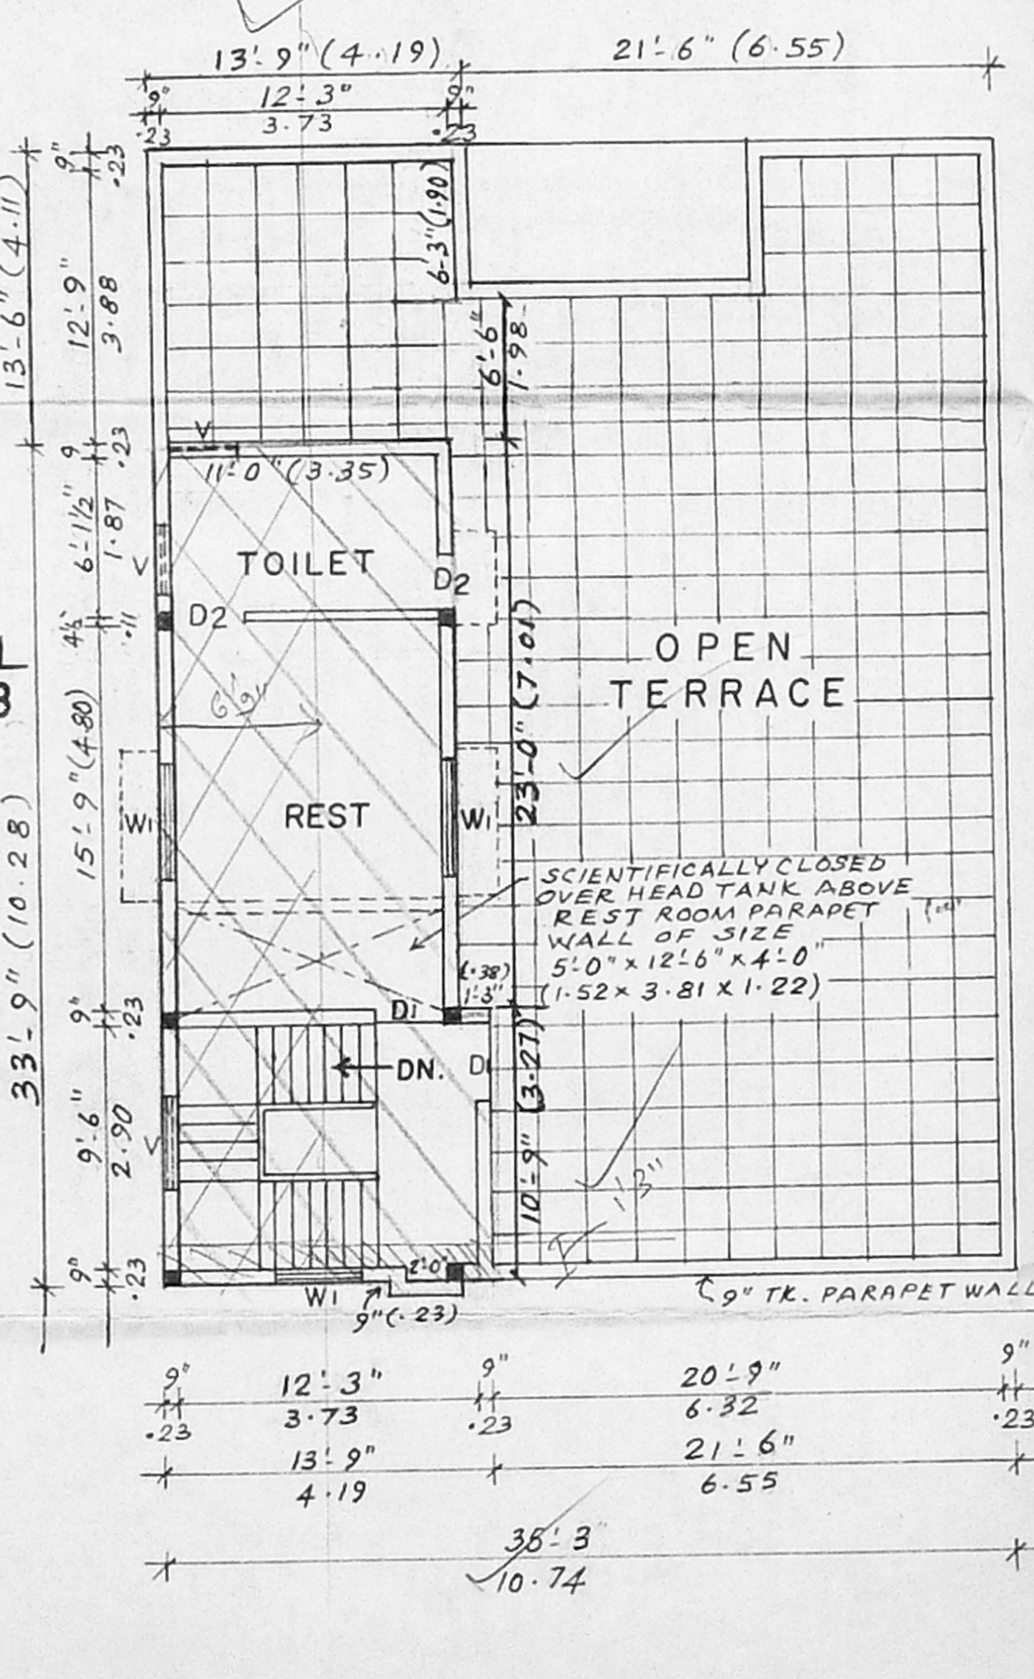 13'-9" (4.19)
21'-6" (6.55)
9"
12'-3"
9"
.23
3.73
.23
13'-6" (4.11)
9"
.23
12'-9"
3.88
6'-3" (1.90)
6'-6"
1.98
9
.23
V
11'-0" (3.35)
6'-1½"
1.87
V
TOILET
D2
D2
4½
.11
23'-0" (7.01)
OPEN
TERRACE
15'-9" (4.80)
W1
REST
W1
33'-9" (10.28)
SCIENTIFICALLY CLOSED
OVER HEAD TANK ABOVE
REST ROOM PARAPET
WALL OF SIZE
5'-0" x 12'-6" x 4'-0"
(1.52 x 3.81 x 1.22)
(.38)
1'-3"
9"
.23
D1
DN.
D1
10'-9" (3.27)
9'-6"
2.90
V
1'3"
9"
.23
2'-0"
W1
9" (.23)
9" TK. PARAPET WALL
9"
12'-3"
9"
20'-9"
9"
.23
3.73
.23
6.32
.23
13'-9"
21'-6"
4.19
6.55
35'-3"
10.74